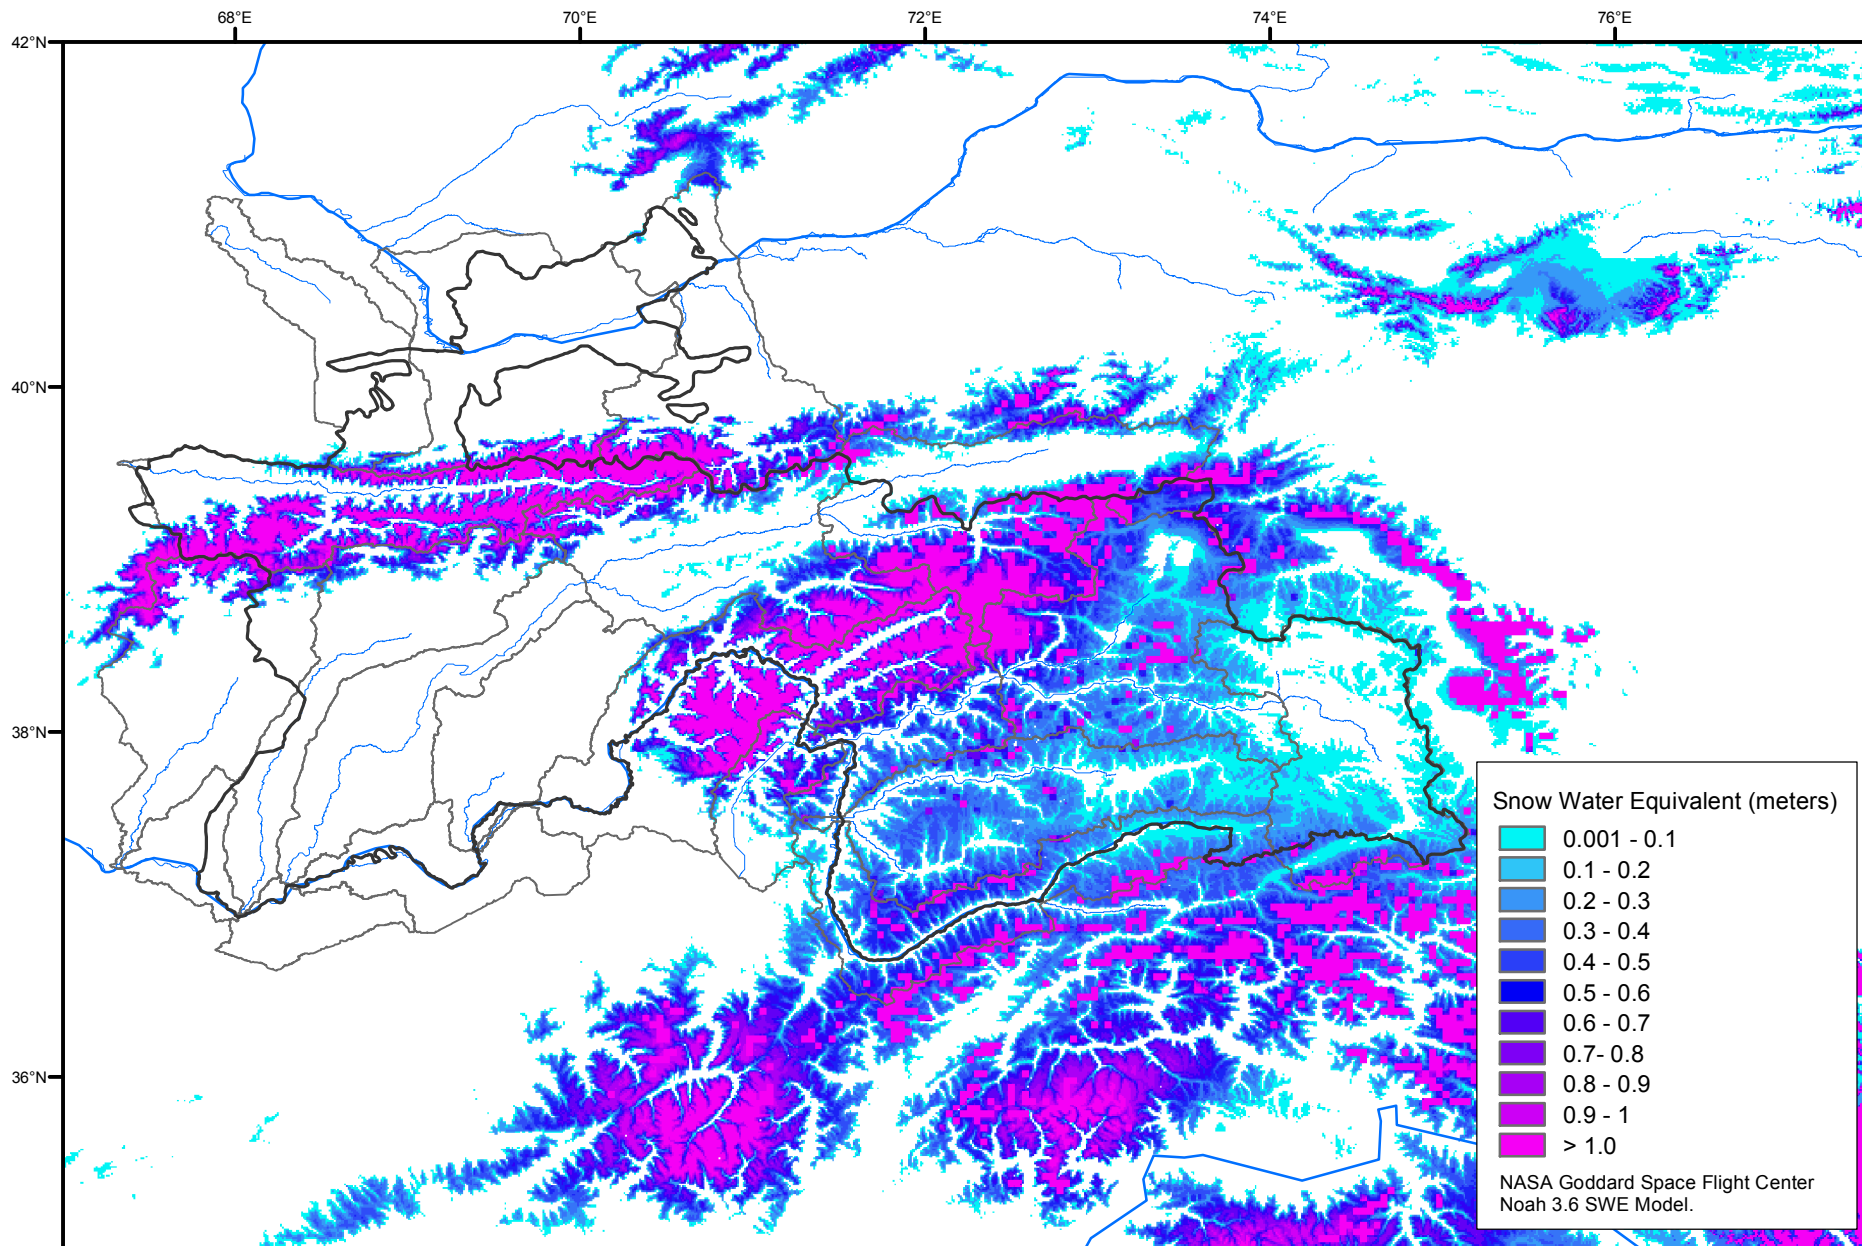 68°E 70°E 72°E 74°E 76°E
42°N
40°N
38°N
36°N
Snow Water Equivalent (meters)
0.001 - 0.1
0.1 - 0.2
0.2 - 0.3
0.3 - 0.4
0.4 - 0.5
0.5 - 0.6
0.6 - 0.7
0.7- 0.8
0.8 - 0.9
0.9 - 1
> 1.0
NASA Goddard Space Flight Center
Noah 3.6 SWE Model.